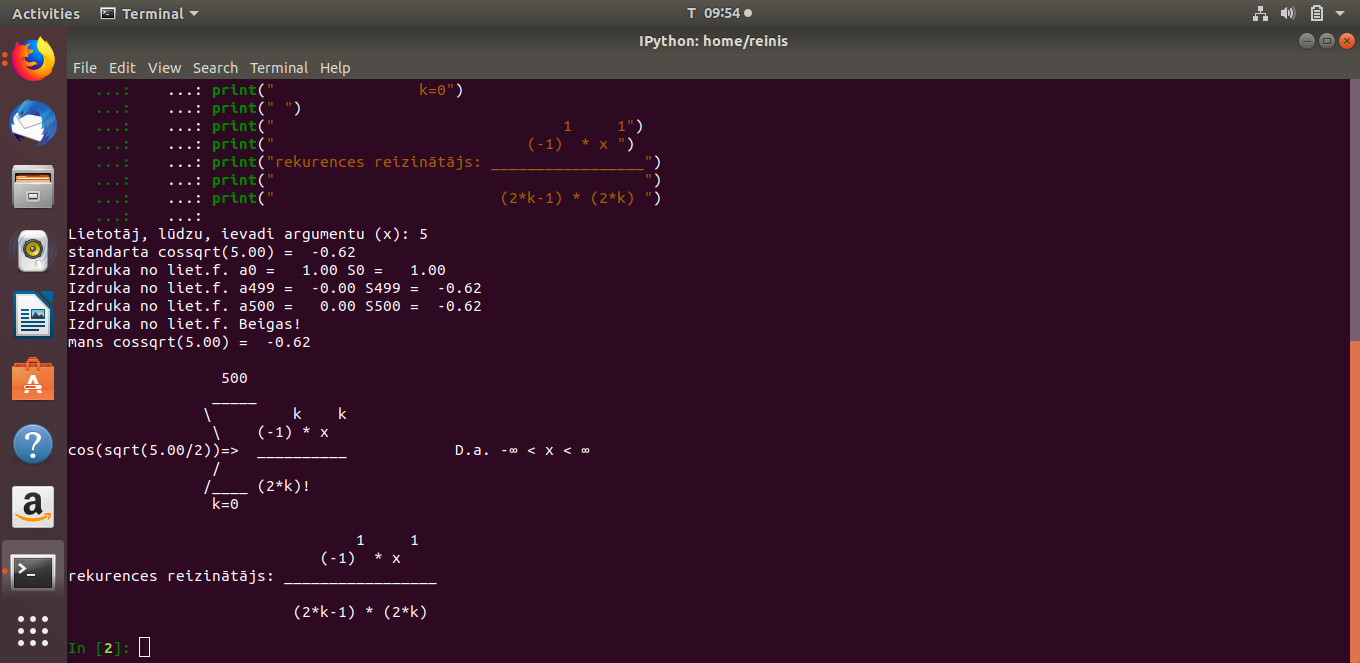 Activities Terminal T 09:54
IPython: home/reinis
File Edit View Search Terminal Help
...: ...: print("                k=0")
...: ...: print(" ")
...: ...: print("                                1     1")
...: ...: print("                            (-1)  * x ")
...: ...: print("rekurences reizinātājs: _________________")
...: ...: print("                                         ")
...: ...: print("                         (2*k-1) * (2*k) ")
...: ...:
Lietotāj, lūdzu, ievadi argumentu (x): 5
standarta cossqrt(5.00) =  -0.62
Izdruka no liet.f. a0 =   1.00 S0 =   1.00
Izdruka no liet.f. a499 =  -0.00 S499 =  -0.62
Izdruka no liet.f. a500 =   0.00 S500 =  -0.62
Izdruka no liet.f. Beigas!
mans cossqrt(5.00) =  -0.62
                 500
                _____
               \         k    k
                \    (-1) * x
cos(sqrt(5.00/2))=>  __________            D.a. -∞ < x < ∞
                /
               /____ (2*k)!
                k=0
                                1     1
                            (-1)  * x
rekurences reizinātājs: _________________
                         (2*k-1) * (2*k)
In [2]: